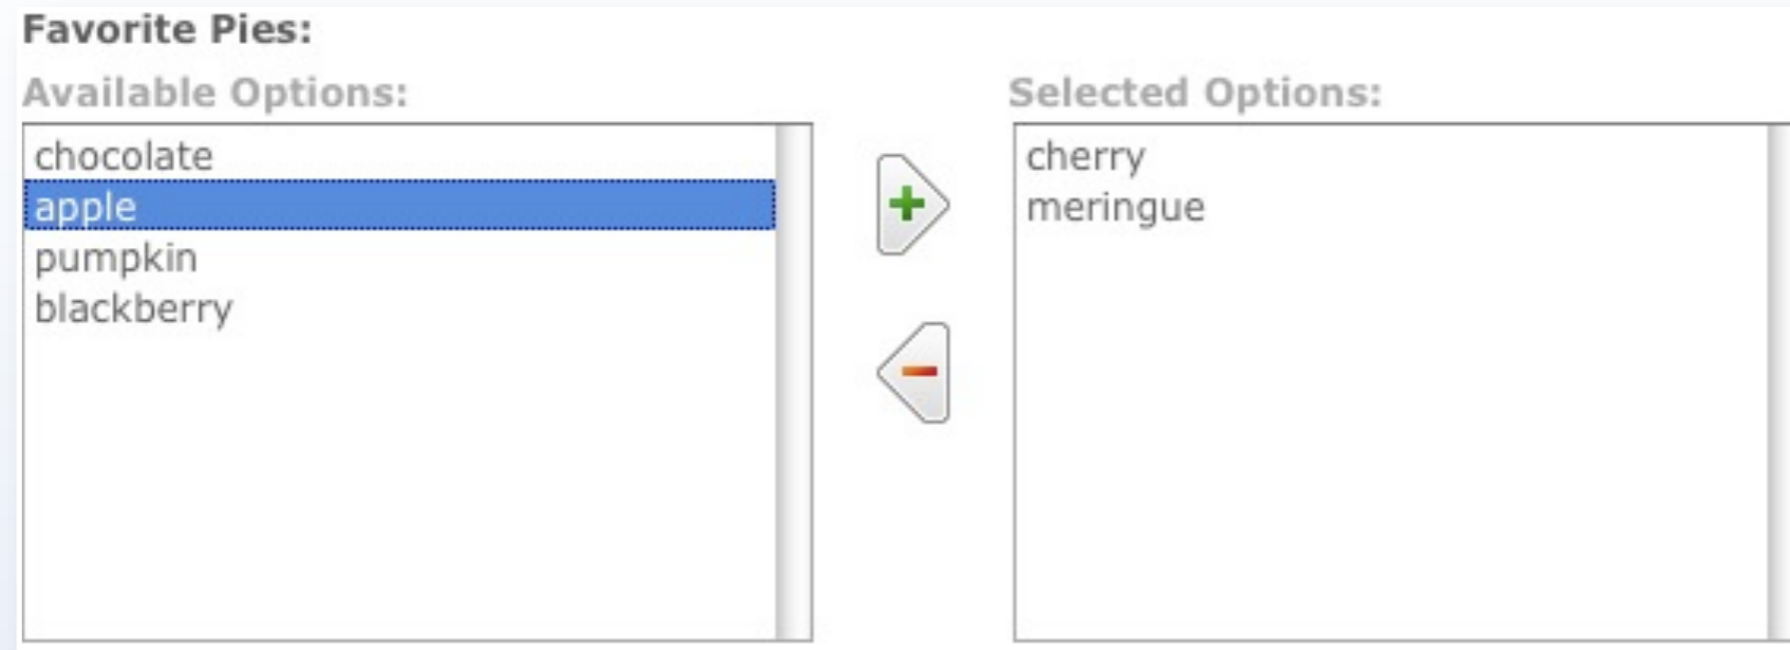 Favorite Pies:
Available Options:
chocolate
apple
pumpkin
blackberry
Selected Options:
cherry
meringue